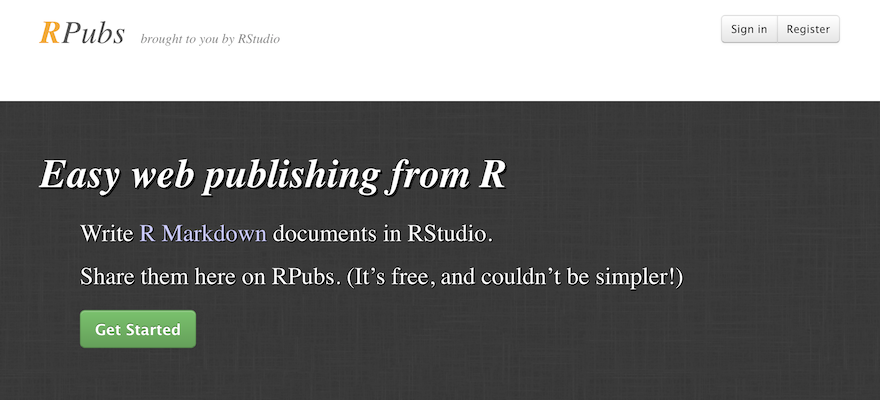 RPubs brought to you by RStudio
Sign in Register
Easy web publishing from R
Write R Markdown documents in RStudio.
Share them here on RPubs. (It’s free, and couldn’t be simpler!)
Get Started